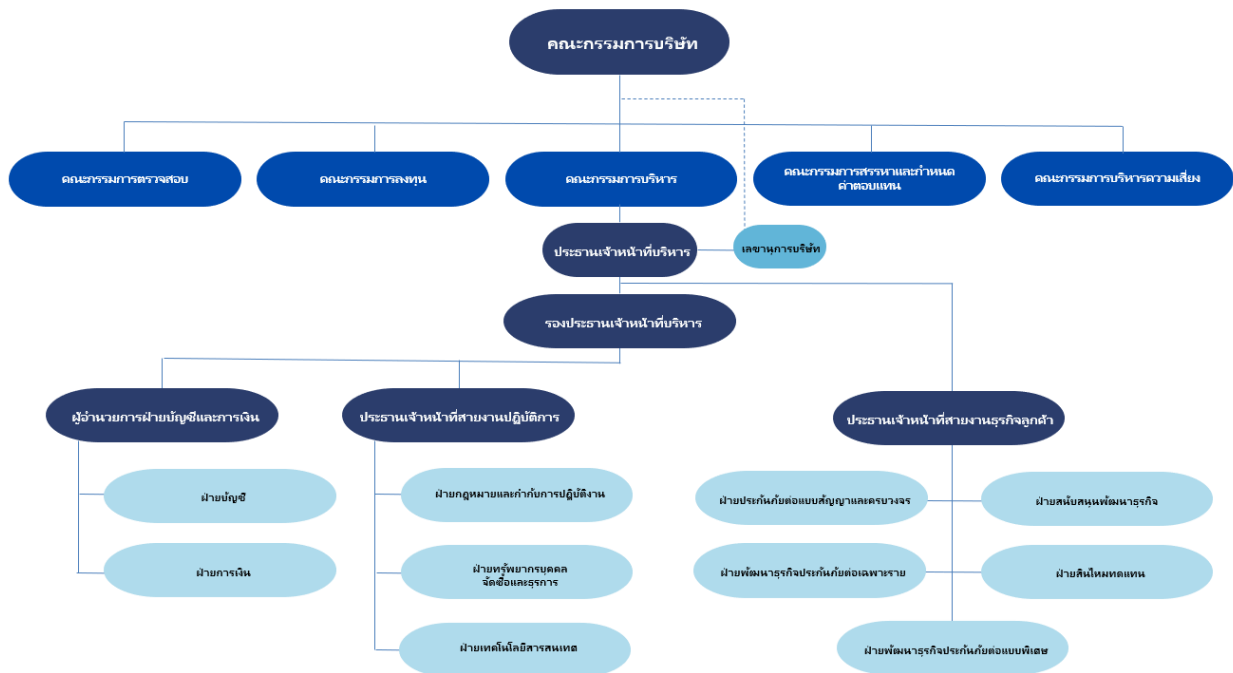 คณะกรรมการบริษัท
คณะกรรมการตรวจสอบ
คณะกรรมการลงทุน
คณะกรรมการบริหาร
คณะกรรมการสรรหาและกำหนด
ค่าตอบแทน
คณะกรรมการบริหารความเสี่ยง
ประธานเจ้าหน้าที่บริหาร
เลขานุการบริษัท
รองประธานเจ้าหน้าที่บริหาร
ผู้อำนวยการฝ่ายบัญชีและการเงิน
ประธานเจ้าหน้าที่สายงานปฏิบัติการ
ประธานเจ้าหน้าที่สายงานธุรกิจลูกค้า
ฝ่ายบัญชี
ฝ่ายกฎหมายและกำกับการปฏิบัติงาน
ฝ่ายประกันภัยต่อแบบสัญญาและครบวงจร
ฝ่ายสนับสนุนพัฒนาธุรกิจ
ฝ่ายการเงิน
ฝ่ายทรัพยากรบุคคล
จัดซื้อและธุรการ
ฝ่ายพัฒนาธุรกิจประกันภัยต่อเฉพาะราย
ฝ่ายสินไหมทดแทน
ฝ่ายเทคโนโลยีสารสนเทศ
ฝ่ายพัฒนาธุรกิจประกันภัยต่อแบบพิเศษ